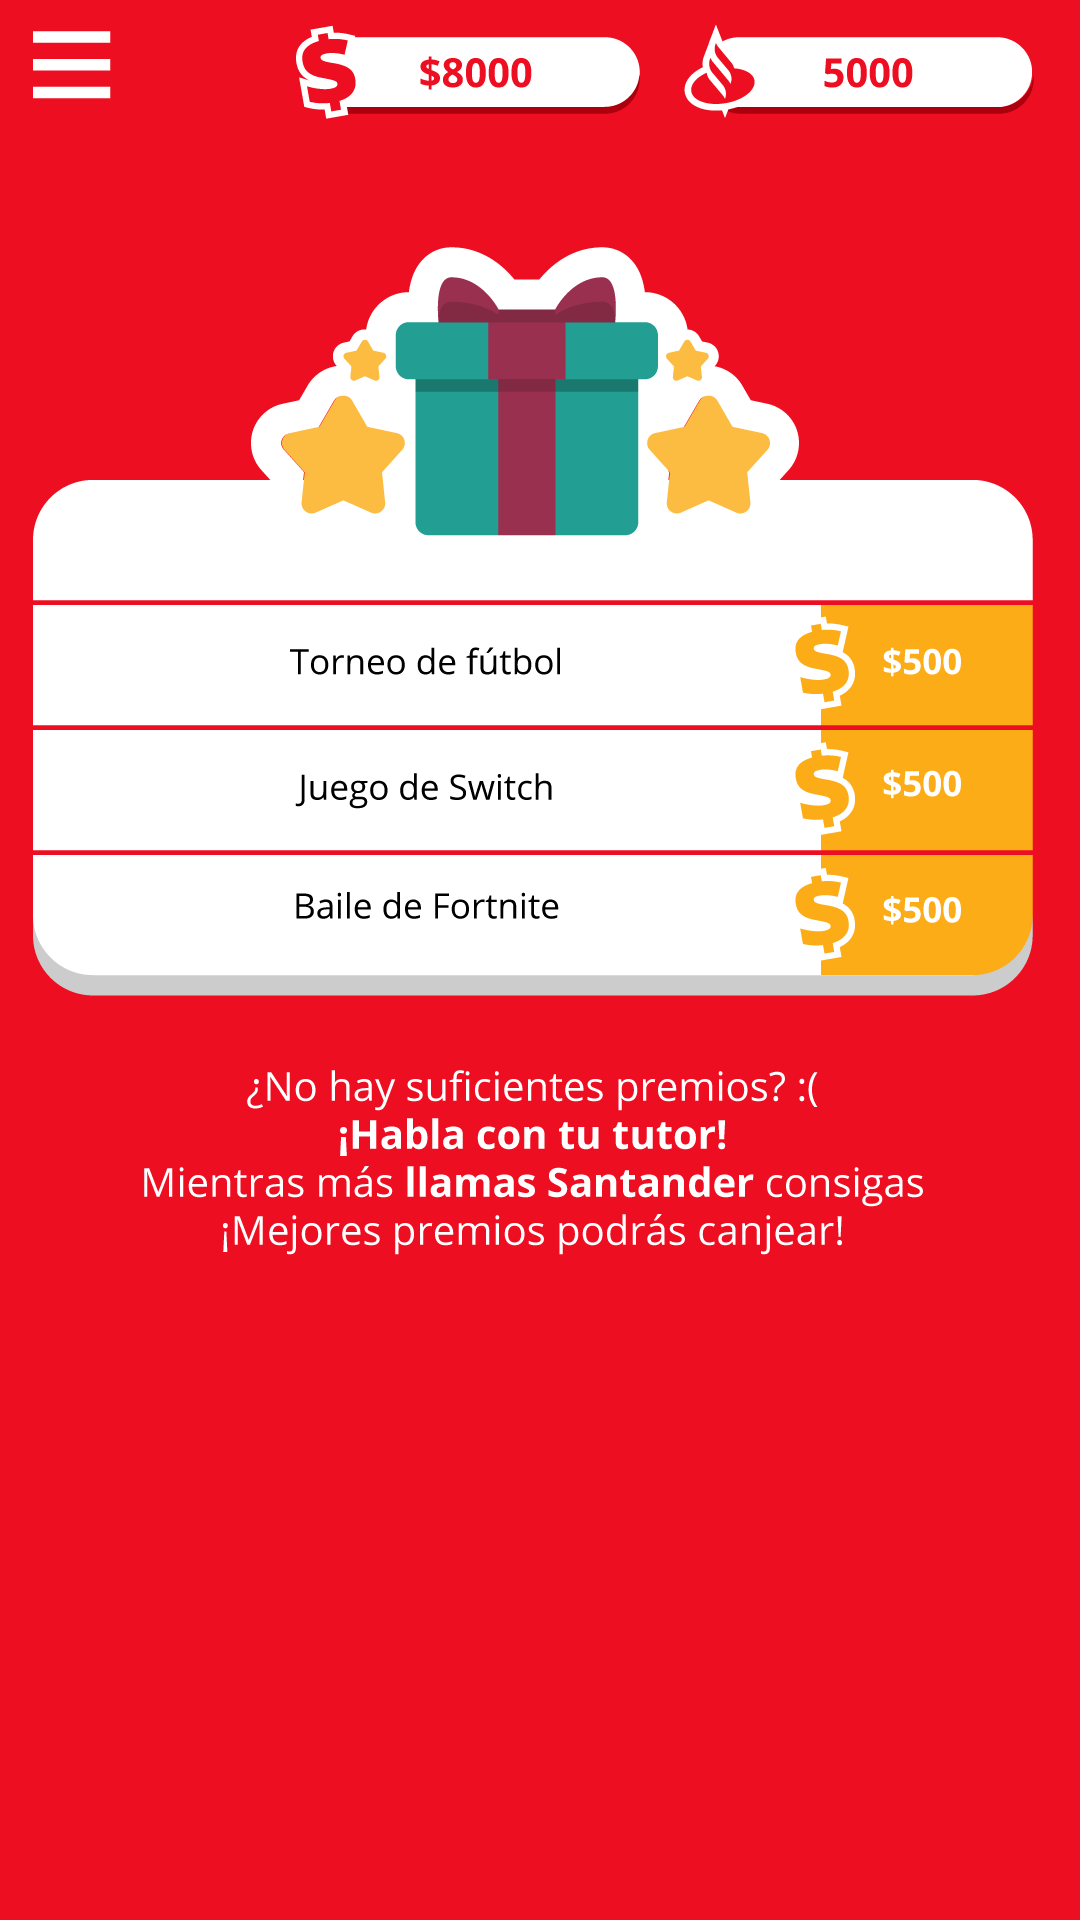 $8000
5000
Torneo de fútbol
$500
Juego de Switch
$500
Baile de Fortnite
$500
¿No hay suficientes premios? :(
¡Habla con tu tutor!
Mientras más llamas Santander consigas
¡Mejores premios podrás canjear!